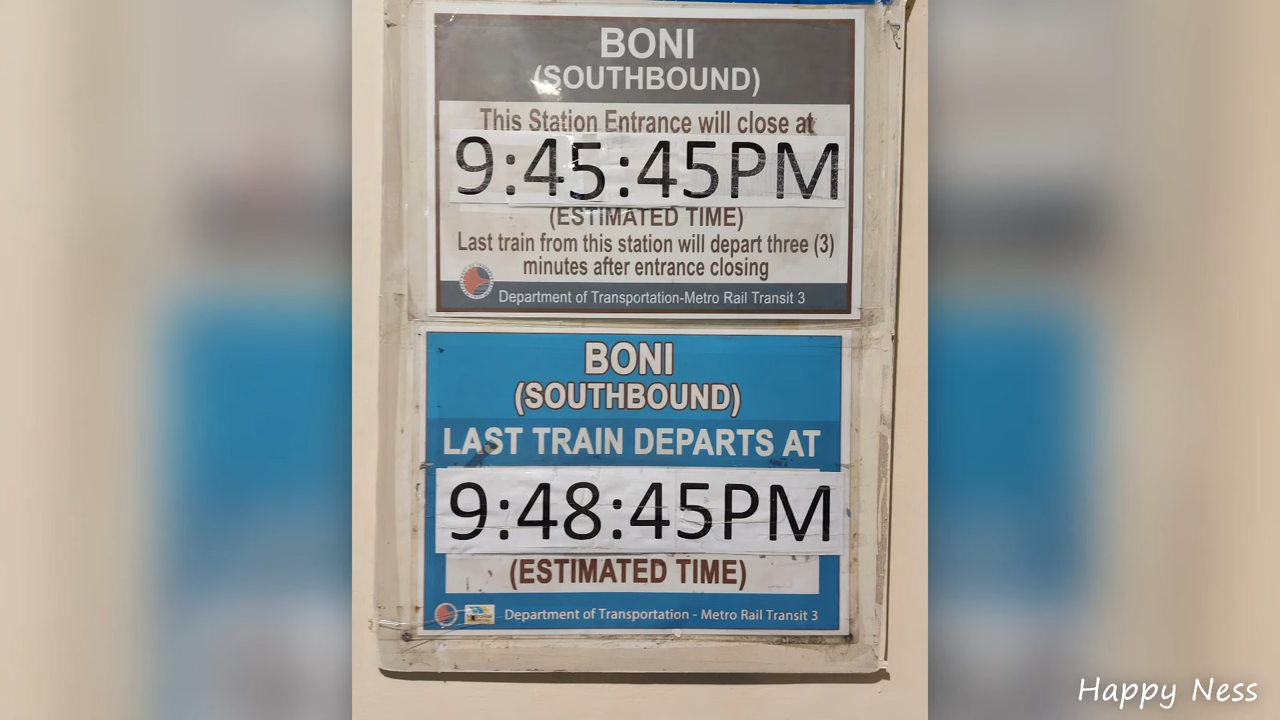 BONI
(SOUTHBOUND)
This Station Entrance will close at
9:45:45PM
(ESTIMATED TIME)
Last train from this station will depart three (3)
minutes after entrance closing
Department of Transportation-Metro Rail Transit 3
BONI
(SOUTHBOUND)
LAST TRAIN DEPARTS AT
9:48:45PM
(ESTIMATED TIME)
Department of Transportation - Metro Rail Transit 3
Happy Ness